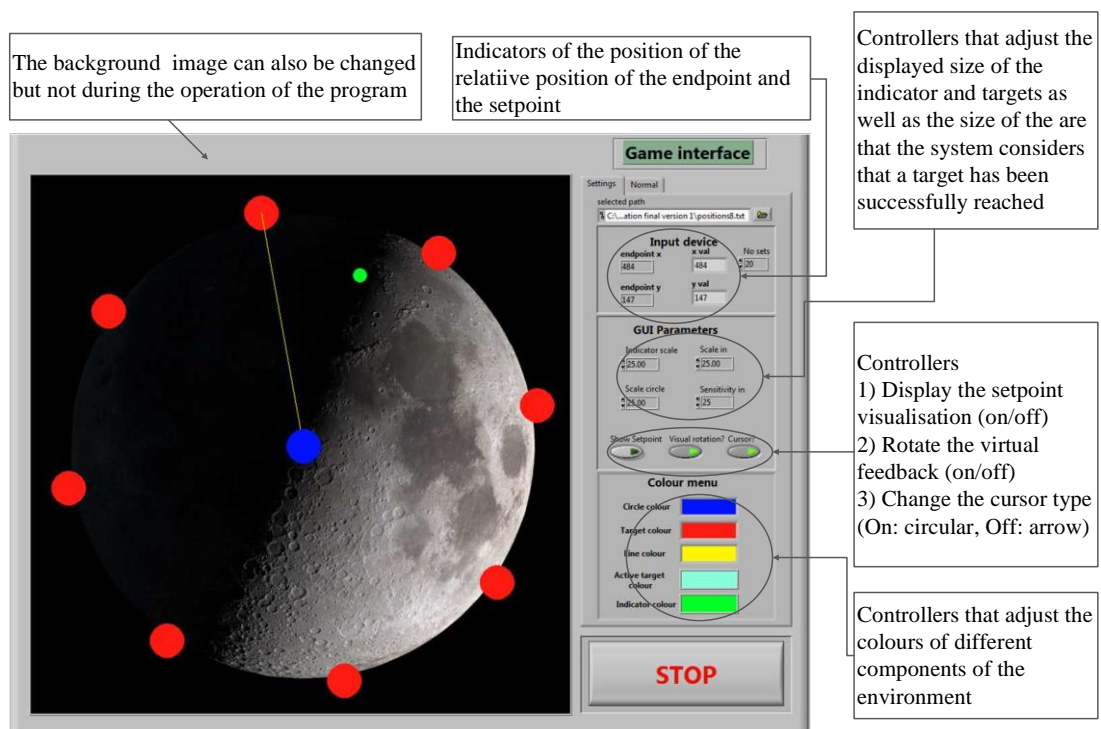 The background image can also be changed
but not during the operation of the program
Indicators of the position of the
relatiive position of the endpoint and
the setpoint
Controllers that adjust the
displayed size of the
indicator and targets as
well as the size of the are
that the system considers
that a target has been
successfully reached
Game interface
Settings Normal
selected path
C:\...ation final version 1\positions8.txt
Input device
endpoint x x val No sets
484 484 20
endpoint y y val
147 147
GUI Parameters
Indicator scale Scale in
25.00 25.00
Scale circle Sensitivity in
25.00 25
Show Setpoint Visual rotation? Cursor?
Colour menu
Circle colour
Target colour
Line colour
Active target
colour
Indicator colour
STOP
Controllers
1) Display the setpoint
visualisation (on/off)
2) Rotate the virtual
feedback (on/off)
3) Change the cursor type
(On: circular, Off: arrow)
Controllers that adjust the
colours of different
components of the
environment